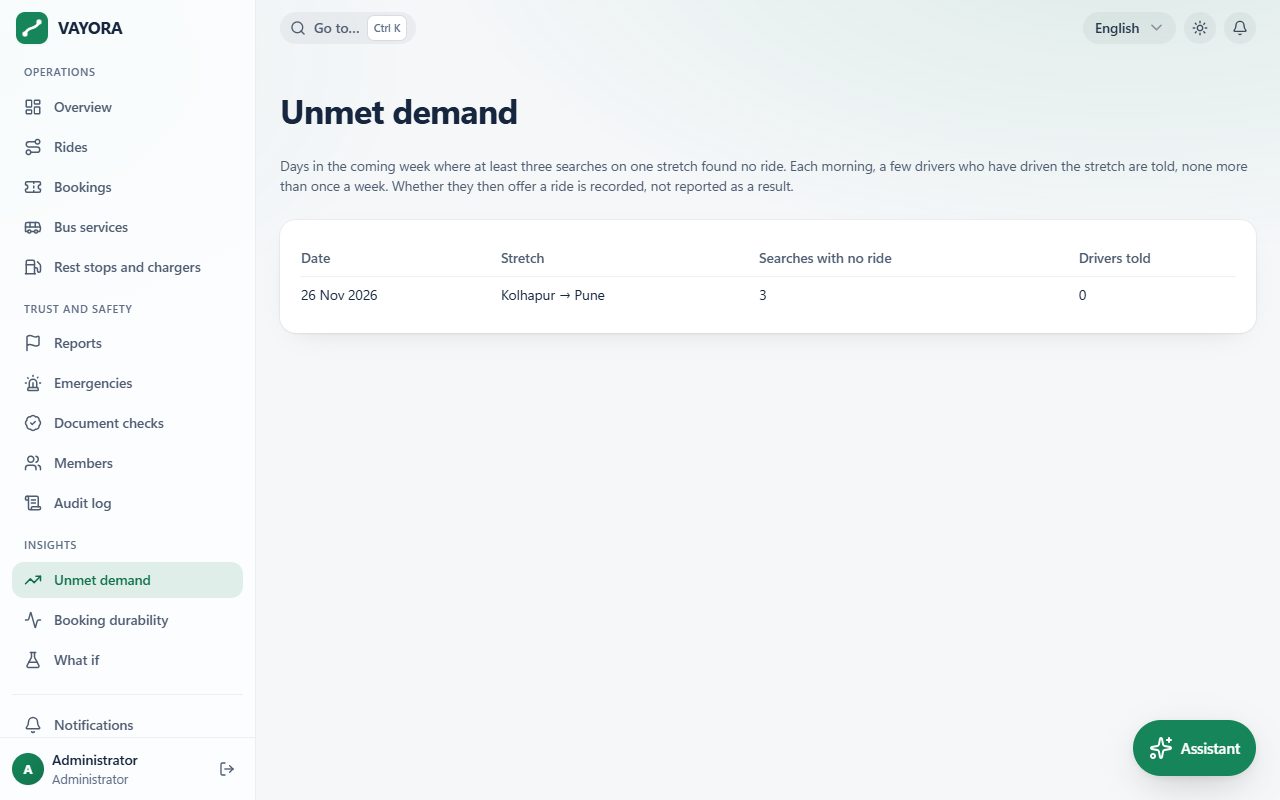 VAYORA
Go to...
Ctrl K
English
OPERATIONS
Overview
Rides
Bookings
Bus services
Rest stops and chargers
TRUST AND SAFETY
Reports
Emergencies
Document checks
Members
Audit log
INSIGHTS
Unmet demand
Booking durability
What if
Notifications
A
Administrator
Administrator
Unmet demand
Days in the coming week where at least three searches on one stretch found no ride. Each morning, a few drivers who have driven the stretch are told, none more
than once a week. Whether they then offer a ride is recorded, not reported as a result.
Date Stretch Searches with no ride Drivers told
26 Nov 2026 Kolhapur → Pune 3 0
Assistant